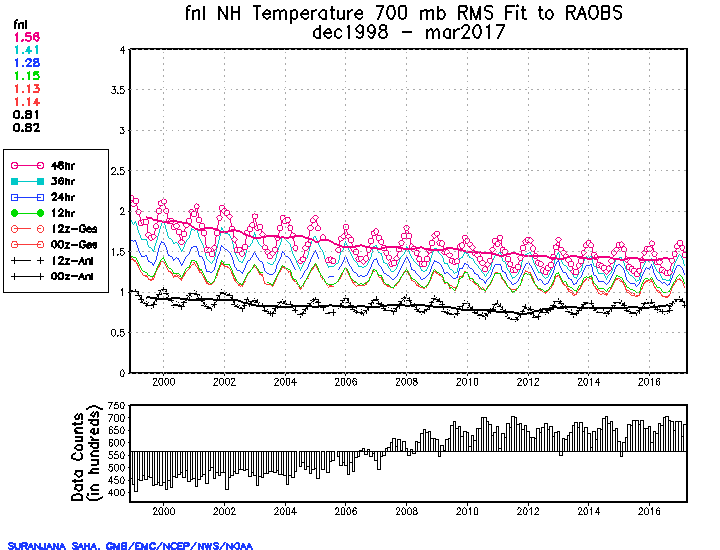 fnl NH Temperature 700 mb RMS Fit to RAOBS
dec1998 - mar2017
fnl
1.56
1.41
1.28
1.15
1.13
1.14
0.81
0.82
48hr
36hr
24hr
12hr
12z-Ges
00z-Ges
12z-Anl
00z-Anl
4
3.5
3
2.5
2
1.5
1
0.5
0
2000 2002 2004 2006 2008 2010 2012 2014 2016
Data Counts
(in hundreds)
750
700
650
600
550
500
450
400
2000 2002 2004 2006 2008 2010 2012 2014 2016
SURANJANA SAHA, GMB/EMC/NCEP/NWS/NOAA